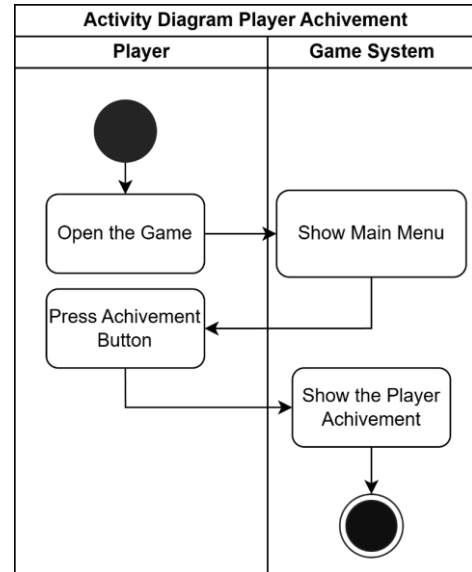 Activity Diagram Player Achivement
Player
Game System
Open the Game
Show Main Menu
Press Achivement
Button
Show the Player
Achivement